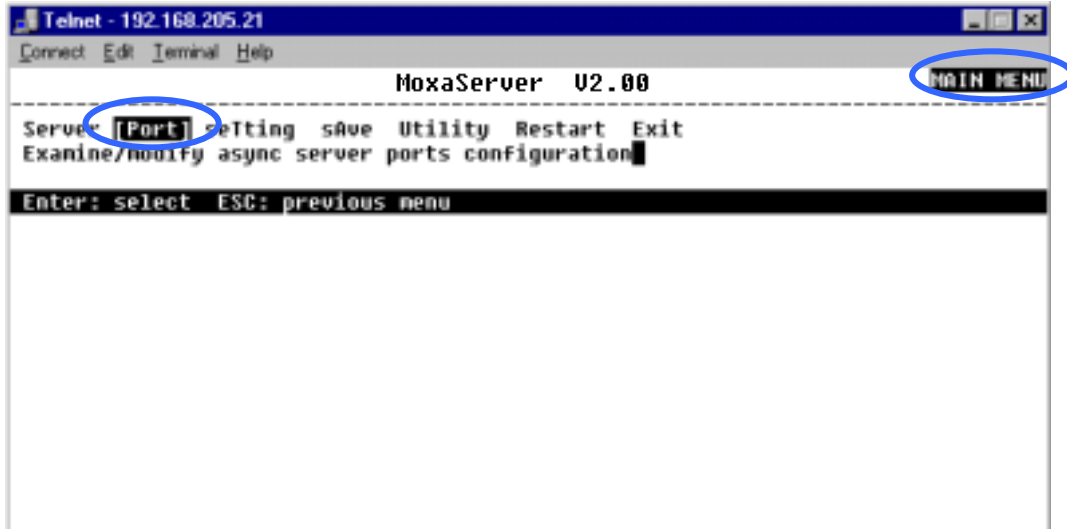 Telnet - 192.168.205.21
Connect Edit Terminal Help
MoxaServer V2.00 MAIN MENU
Server [Port] seTting sAve Utility Restart Exit
Examine/modify async server ports configuration
Enter: select ESC: previous menu